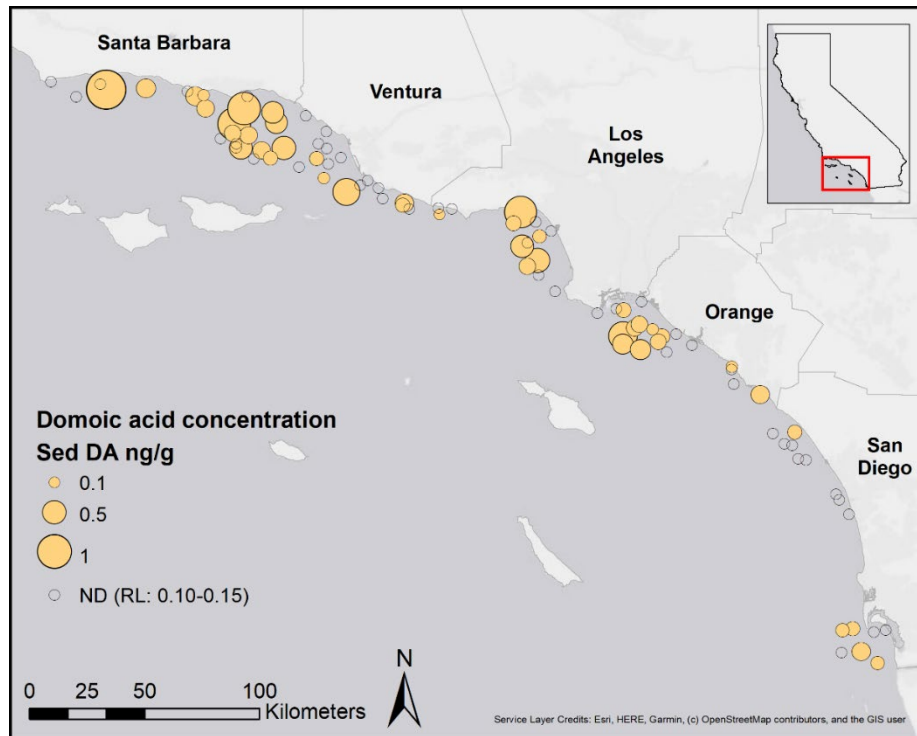 Santa Barbara
Ventura
Los
Angeles
Orange
San
Diego
Domoic acid concentration
Sed DA ng/g
0.1
0.5
1
ND (RL: 0.10-0.15)
N
0 25 50 100
Kilometers
Service Layer Credits: Esri, HERE, Garmin, (c) OpenStreetMap contributors, and the GIS user